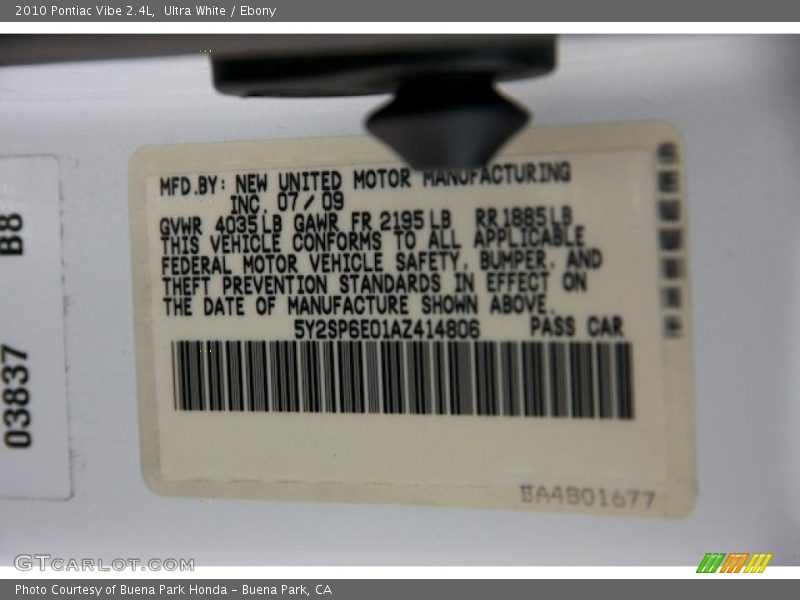 2010 Pontiac Vibe 2.4L, Ultra White / Ebony
MFD.BY: NEW UNITED MOTOR MANUFACTURING
INC. 07/09
GVWR 4035LB GAWR FR 2195LB RR1885LB
THIS VEHICLE CONFORMS TO ALL APPLICABLE
FEDERAL MOTOR VEHICLE SAFETY, BUMPER, AND
THEFT PREVENTION STANDARDS IN EFFECT ON
THE DATE OF MANUFACTURE SHOWN ABOVE.
5Y2SP6E01AZ414806 PASS CAR
03837 B8
GTCARLOT.COM
Photo Courtesy of Buena Park Honda - Buena Park, CA